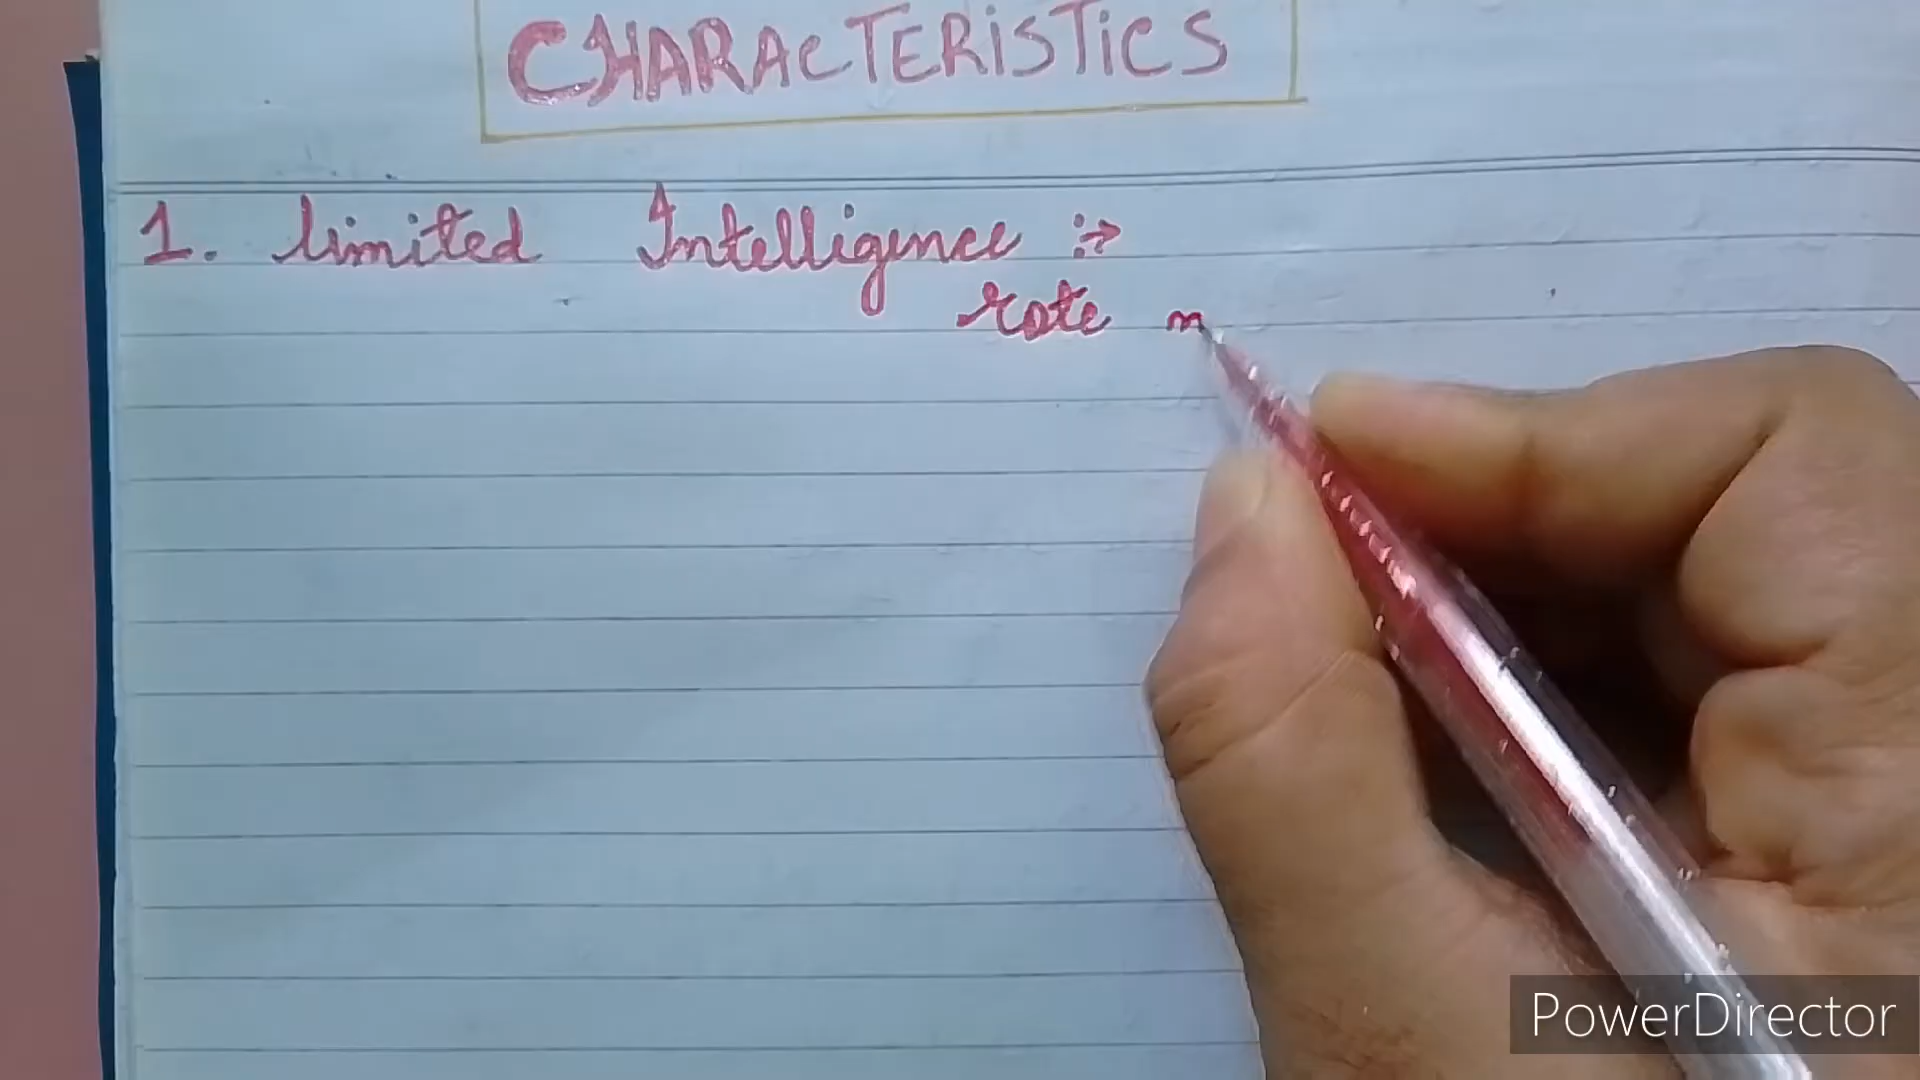 CHARACTERiSTiCS
1. limited Intelligence :→
rote m
PowerDirector